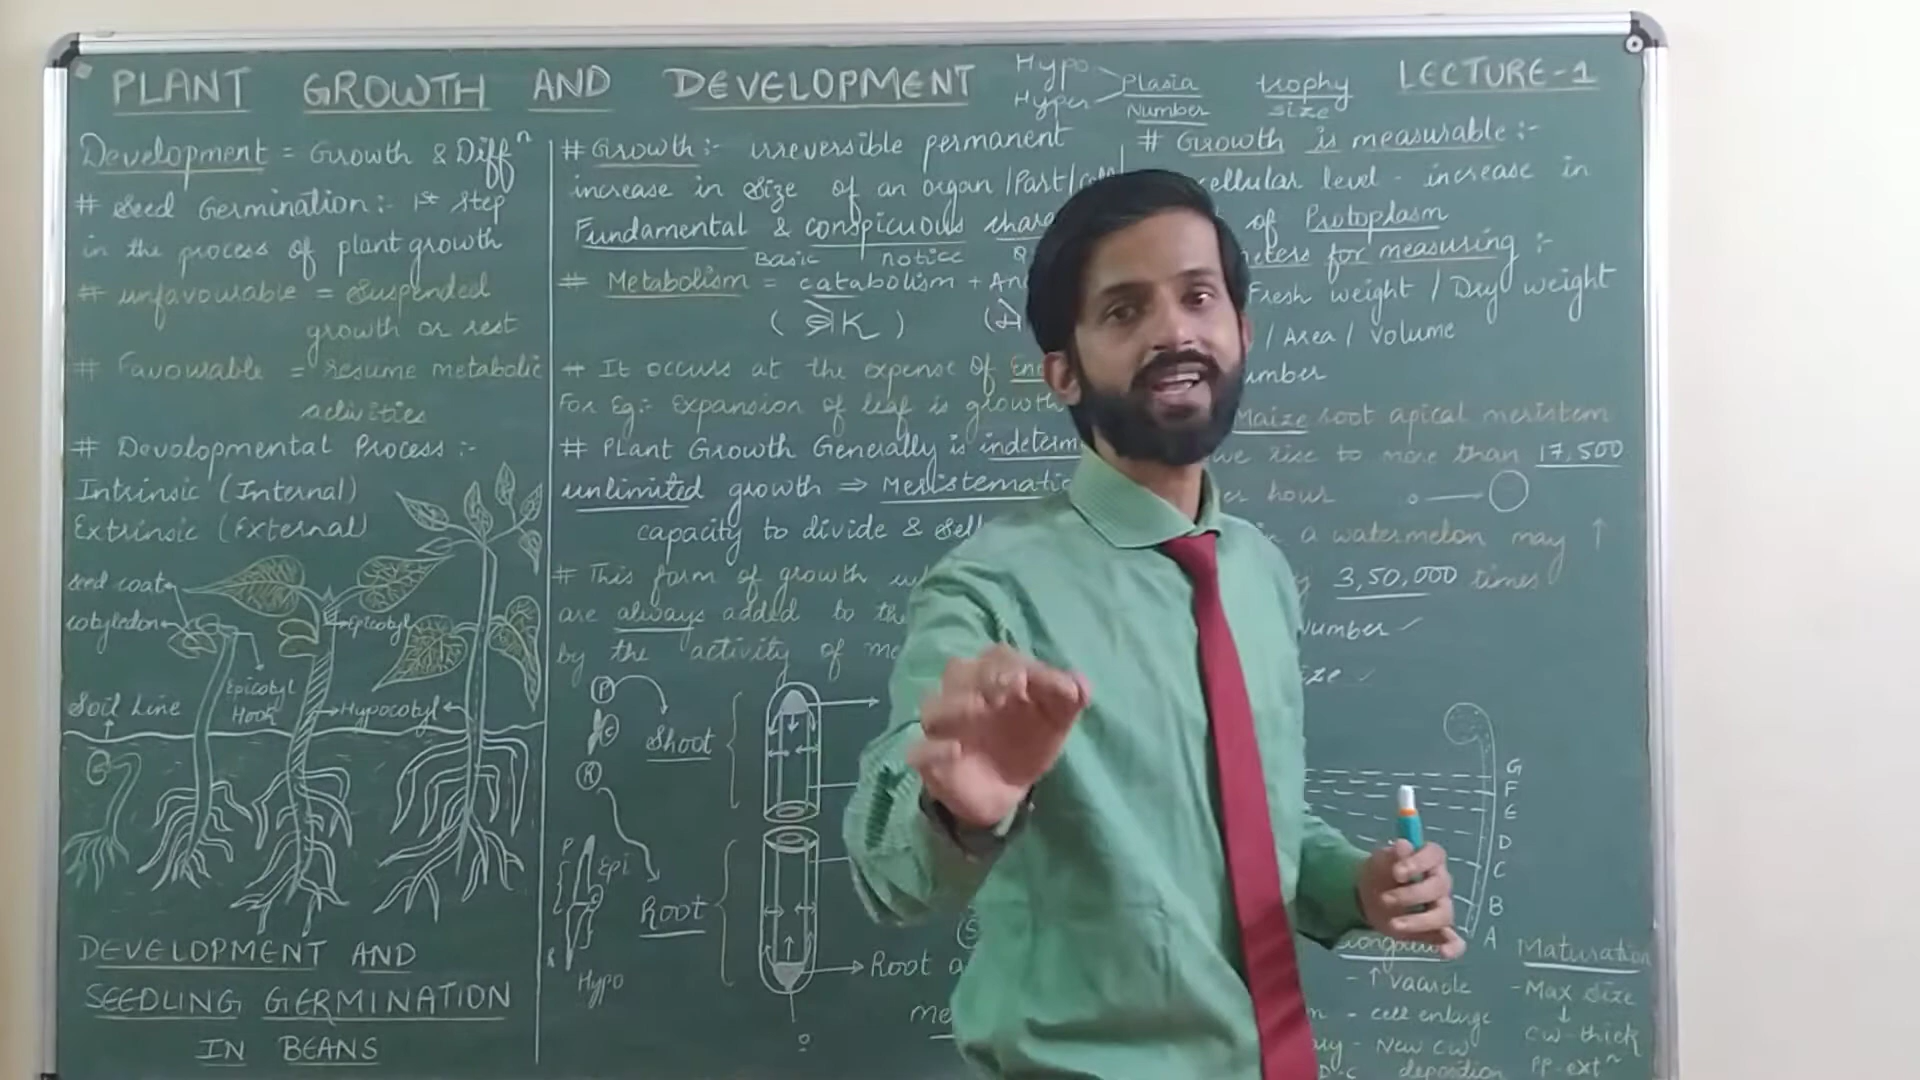 PLANT GROWTH AND DEVELOPMENT
Hypo
Hyper
Plasia
Number
trophy
size
LECTURE-1
Development = Growth & Diffⁿ
# Seed Germination:- 1st Step
in the process of plant growth
# unfavourable = Suspended
growth or rest
# Favourable = resume metabolic
activities
# Devolopmental Process:-
Intrinsic (Internal)
Extrinsic (External)
seed coat
cotyledon
Epicotyl
Soil Line
Epicotyl
Hook
Hypocotyl
DEVELOPMENT AND
SEEDLING GERMINATION
IN BEANS
# Growth:- irreversible permanent
increase in Size of an organ /Part/
Fundamental & conspicuous
Basic notice
# Metabolism = catabolism +
# It occurs at the expense of
For Eg:- Expansion of leaf is growth
# Plant Growth Generally is
unlimited growth ⇒ Meristematic
capacity to divide &
# This form of growth
are always added to the
by the activity of
P
C
R
Shoot
P
Epi
Root
R
Hypo
Root
# Growth is measurable:-
cellular level - increase in
of Protoplasm
for measuring:-
Fresh weight / Dry weight
/ Area / Volume
Maize root apical meristem
rise to more than 17,500
hour
a watermelon may ↑
3,50,000 times
G
F
E
D
C
B
A
- ↑ Vacuole
- cell enlarge
- New CW
deposition
Maturation
- Max Size
↓
CW-thick
PP-extⁿ